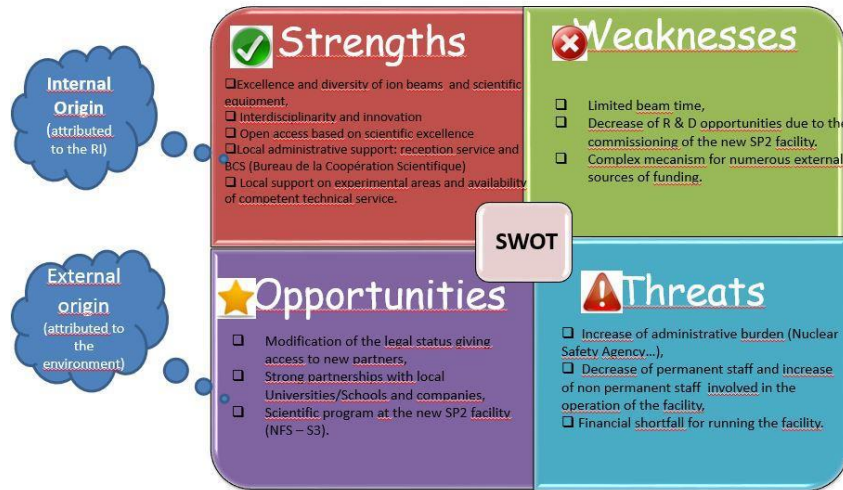 Internal
Origin
(attributed
to the RI)
Strengths
❑Excellence and diversity of ion beams and scientific
equipment,
❑ Interdisciplinarity and innovation
❑ Open access based on scientific excellence
❑Local administrative support: reception service and
BCS (Bureau de la Coopération Scientifique)
❑ Local support on experimental areas and availability
of competent technical service.
Weaknesses
❑ Limited beam time,
❑ Decrease of R & D opportunities due to the
commissioning of the new SP2 facility.
❑ Complex mecanism for numerous external
sources of funding.
SWOT
External
origin
(attributed to
the
environment)
Opportunities
❑ Modification of the legal status giving
access to new partners,
❑ Strong partnerships with local
Universities/Schools and companies,
❑ Scientific program at the new SP2 facility
(NFS – S3).
Threats
❑ Increase of administrative burden (Nuclear
Safety Agency…),
❑ Decrease of permanent staff and increase
of non permanent staff involved in the
operation of the facility,
❑ Financial shortfall for running the facility.